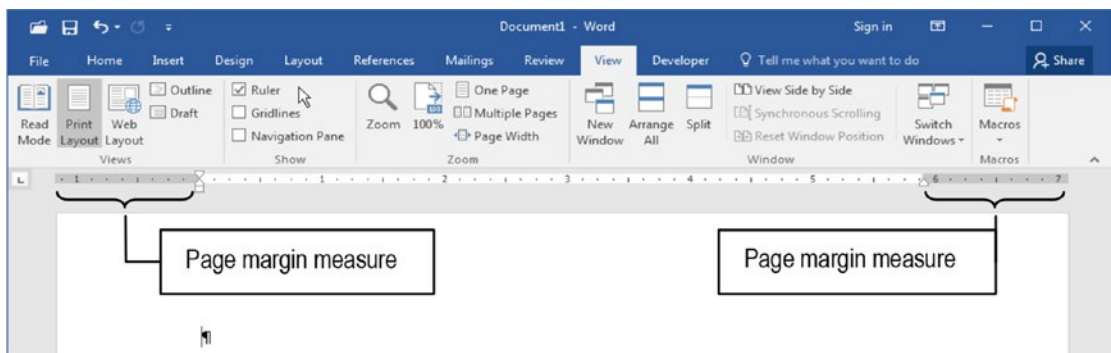 Document1 - Word Sign in
File Home Insert Design Layout References Mailings Review View Developer Tell me what you want to do Share
Read Mode
Print Layout
Web Layout
Outline
Draft
Views
Ruler
Gridlines
Navigation Pane
Show
Zoom
100%
One Page
Multiple Pages
Page Width
Zoom
New Window
Arrange All
Split
View Side by Side
Synchronous Scrolling
Reset Window Position
Window
Switch Windows
Macros
Macros
1 1 2 3 4 5 6 7
Page margin measure
Page margin measure
¶